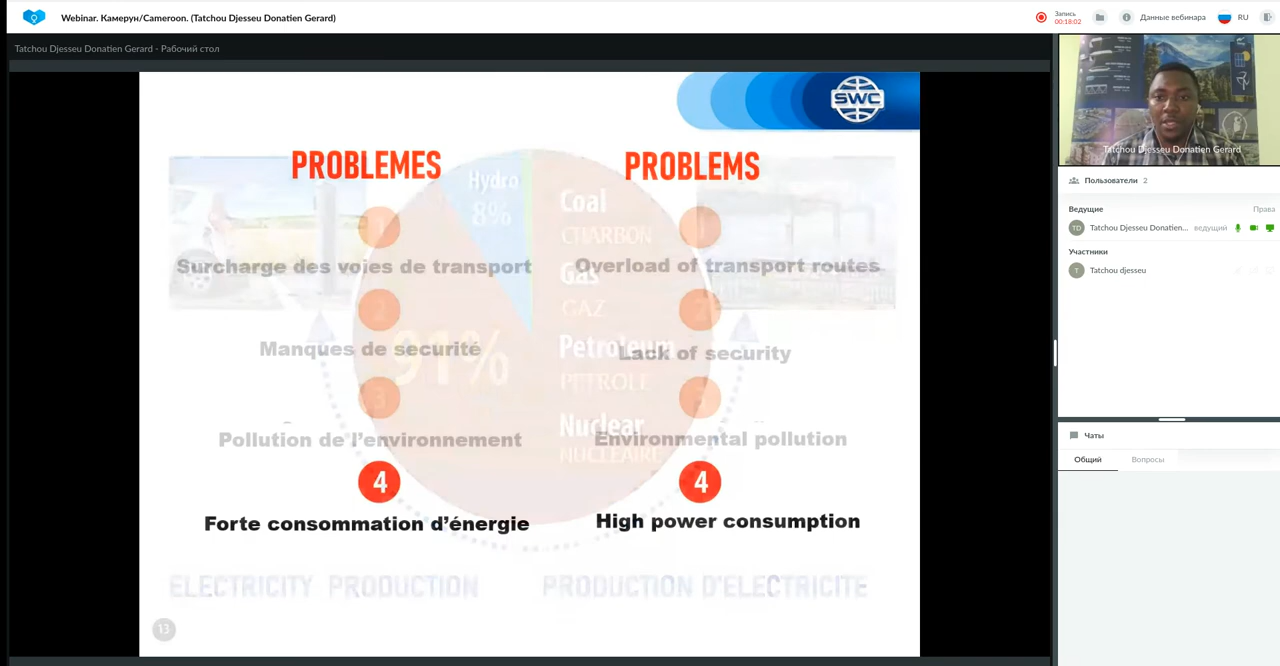 Webinar. Камерун/Cameroon. (Tatchou Djesseu Donatien Gerard)
Запись
00:18:02
Данные вебинара
RU
Tatchou Djesseu Donatien Gerard - Рабочий стол
SWC
PROBLEMES
PROBLEMS
Hydro
8%
Coal
CHARBON
1
1
Surcharge des voies de transport
Overload of transport routes
Gas
GAZ
2
2
Manques de securité
Lack of security
91%
Petroleum
PETROLE
3
3
Nuclear
NUCLEAIRE
Pollution de l’environnement
Environmental pollution
4
4
Forte consommation d’énergie
High power consumption
ELECTRICITY PRODUCTION
PRODUCTION D'ELECTRICITE
13
Tatchou Djesseu Donatien Gerard
Пользователи 2
Ведущие
Права
TD
Tatchou Djesseu Donatien...
ведущий
Участники
T
Tatchou djesseu
Чаты
Общий
Вопросы